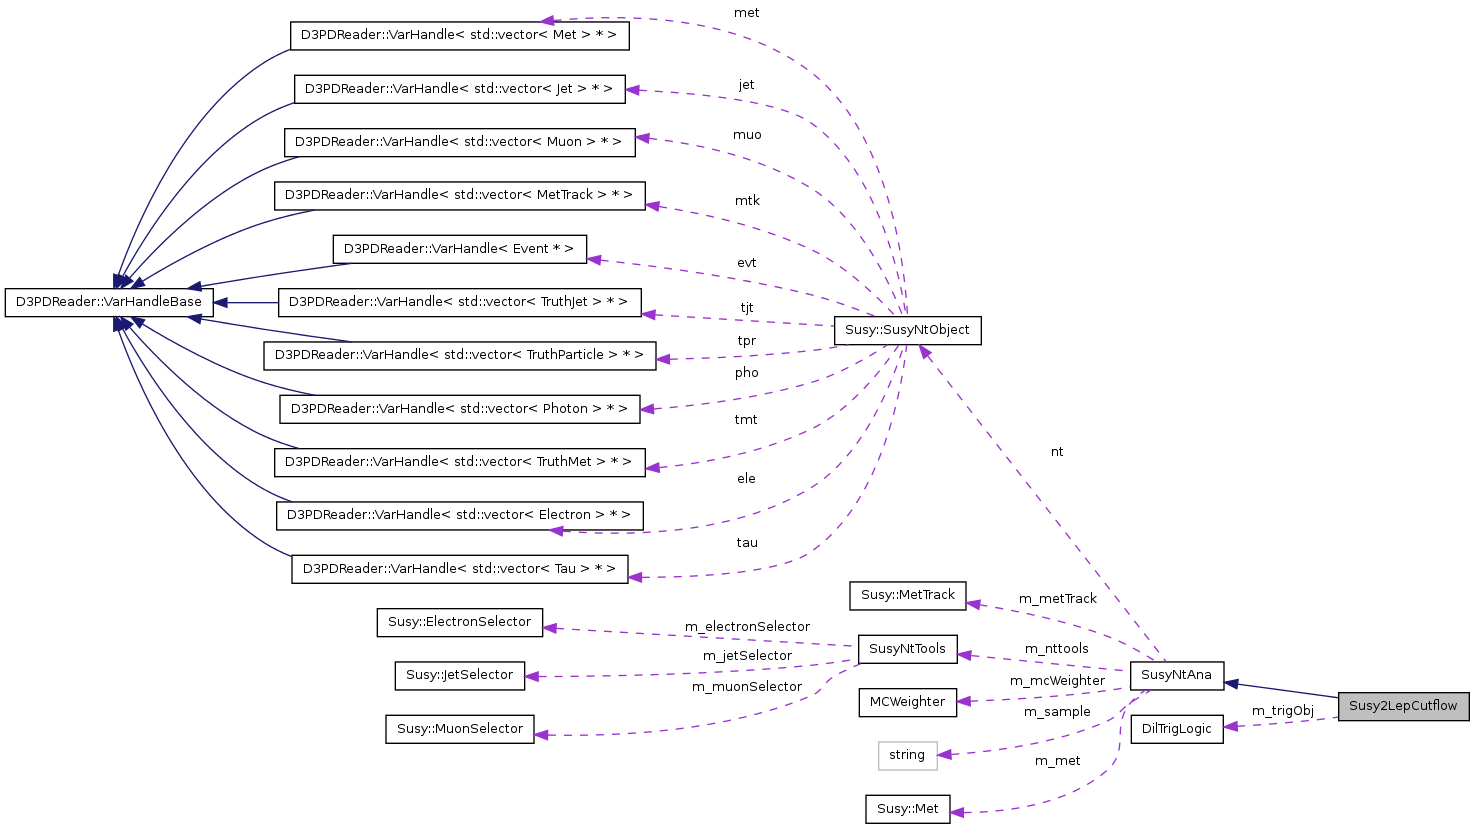 met
D3PDReader::VarHandle< std::vector< Met > * >
jet
D3PDReader::VarHandle< std::vector< Jet > * >
muo
D3PDReader::VarHandle< std::vector< Muon > * >
mtk
D3PDReader::VarHandle< std::vector< MetTrack > * >
evt
D3PDReader::VarHandle< Event * >
D3PDReader::VarHandleBase
D3PDReader::VarHandle< std::vector< TruthJet > * >
tjt
Susy::SusyNtObject
tpr
D3PDReader::VarHandle< std::vector< TruthParticle > * >
pho
D3PDReader::VarHandle< std::vector< Photon > * >
tmt
D3PDReader::VarHandle< std::vector< TruthMet > * >
nt
ele
D3PDReader::VarHandle< std::vector< Electron > * >
tau
D3PDReader::VarHandle< std::vector< Tau > * >
Susy::MetTrack
m_metTrack
Susy::ElectronSelector
m_electronSelector
SusyNtTools
m_nttools
m_jetSelector
Susy::JetSelector
m_mcWeighter
SusyNtAna
m_muonSelector
MCWeighter
m_sample
m_trigObj
Susy2LepCutflow
Susy::MuonSelector
DilTrigLogic
string
m_met
Susy::Met